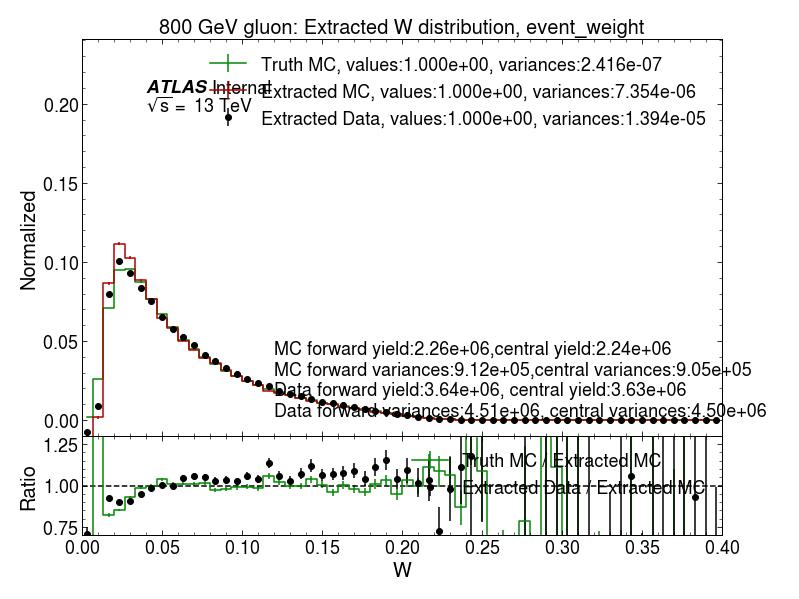 800 GeV gluon: Extracted W distribution, event_weight
Truth MC, values:1.000e+00, variances:2.416e-07
ATLAS Internal
Extracted MC, values:1.000e+00, variances:7.354e-06
√s = 13 TeV
Extracted Data, values:1.000e+00, variances:1.394e-05
Normalized
0.20
0.15
0.10
0.05
0.00
MC forward yield:2.26e+06,central yield:2.24e+06
MC forward variances:9.12e+05,central variances:9.05e+05
Data forward yield:3.64e+06, central yield:3.63e+06
Data forward variances:4.51e+06, central variances:4.50e+06
Ratio
1.25
1.00
0.75
Truth MC / Extracted MC
Extracted Data / Extracted MC
0.00 0.05 0.10 0.15 0.20 0.25 0.30 0.35 0.40
W